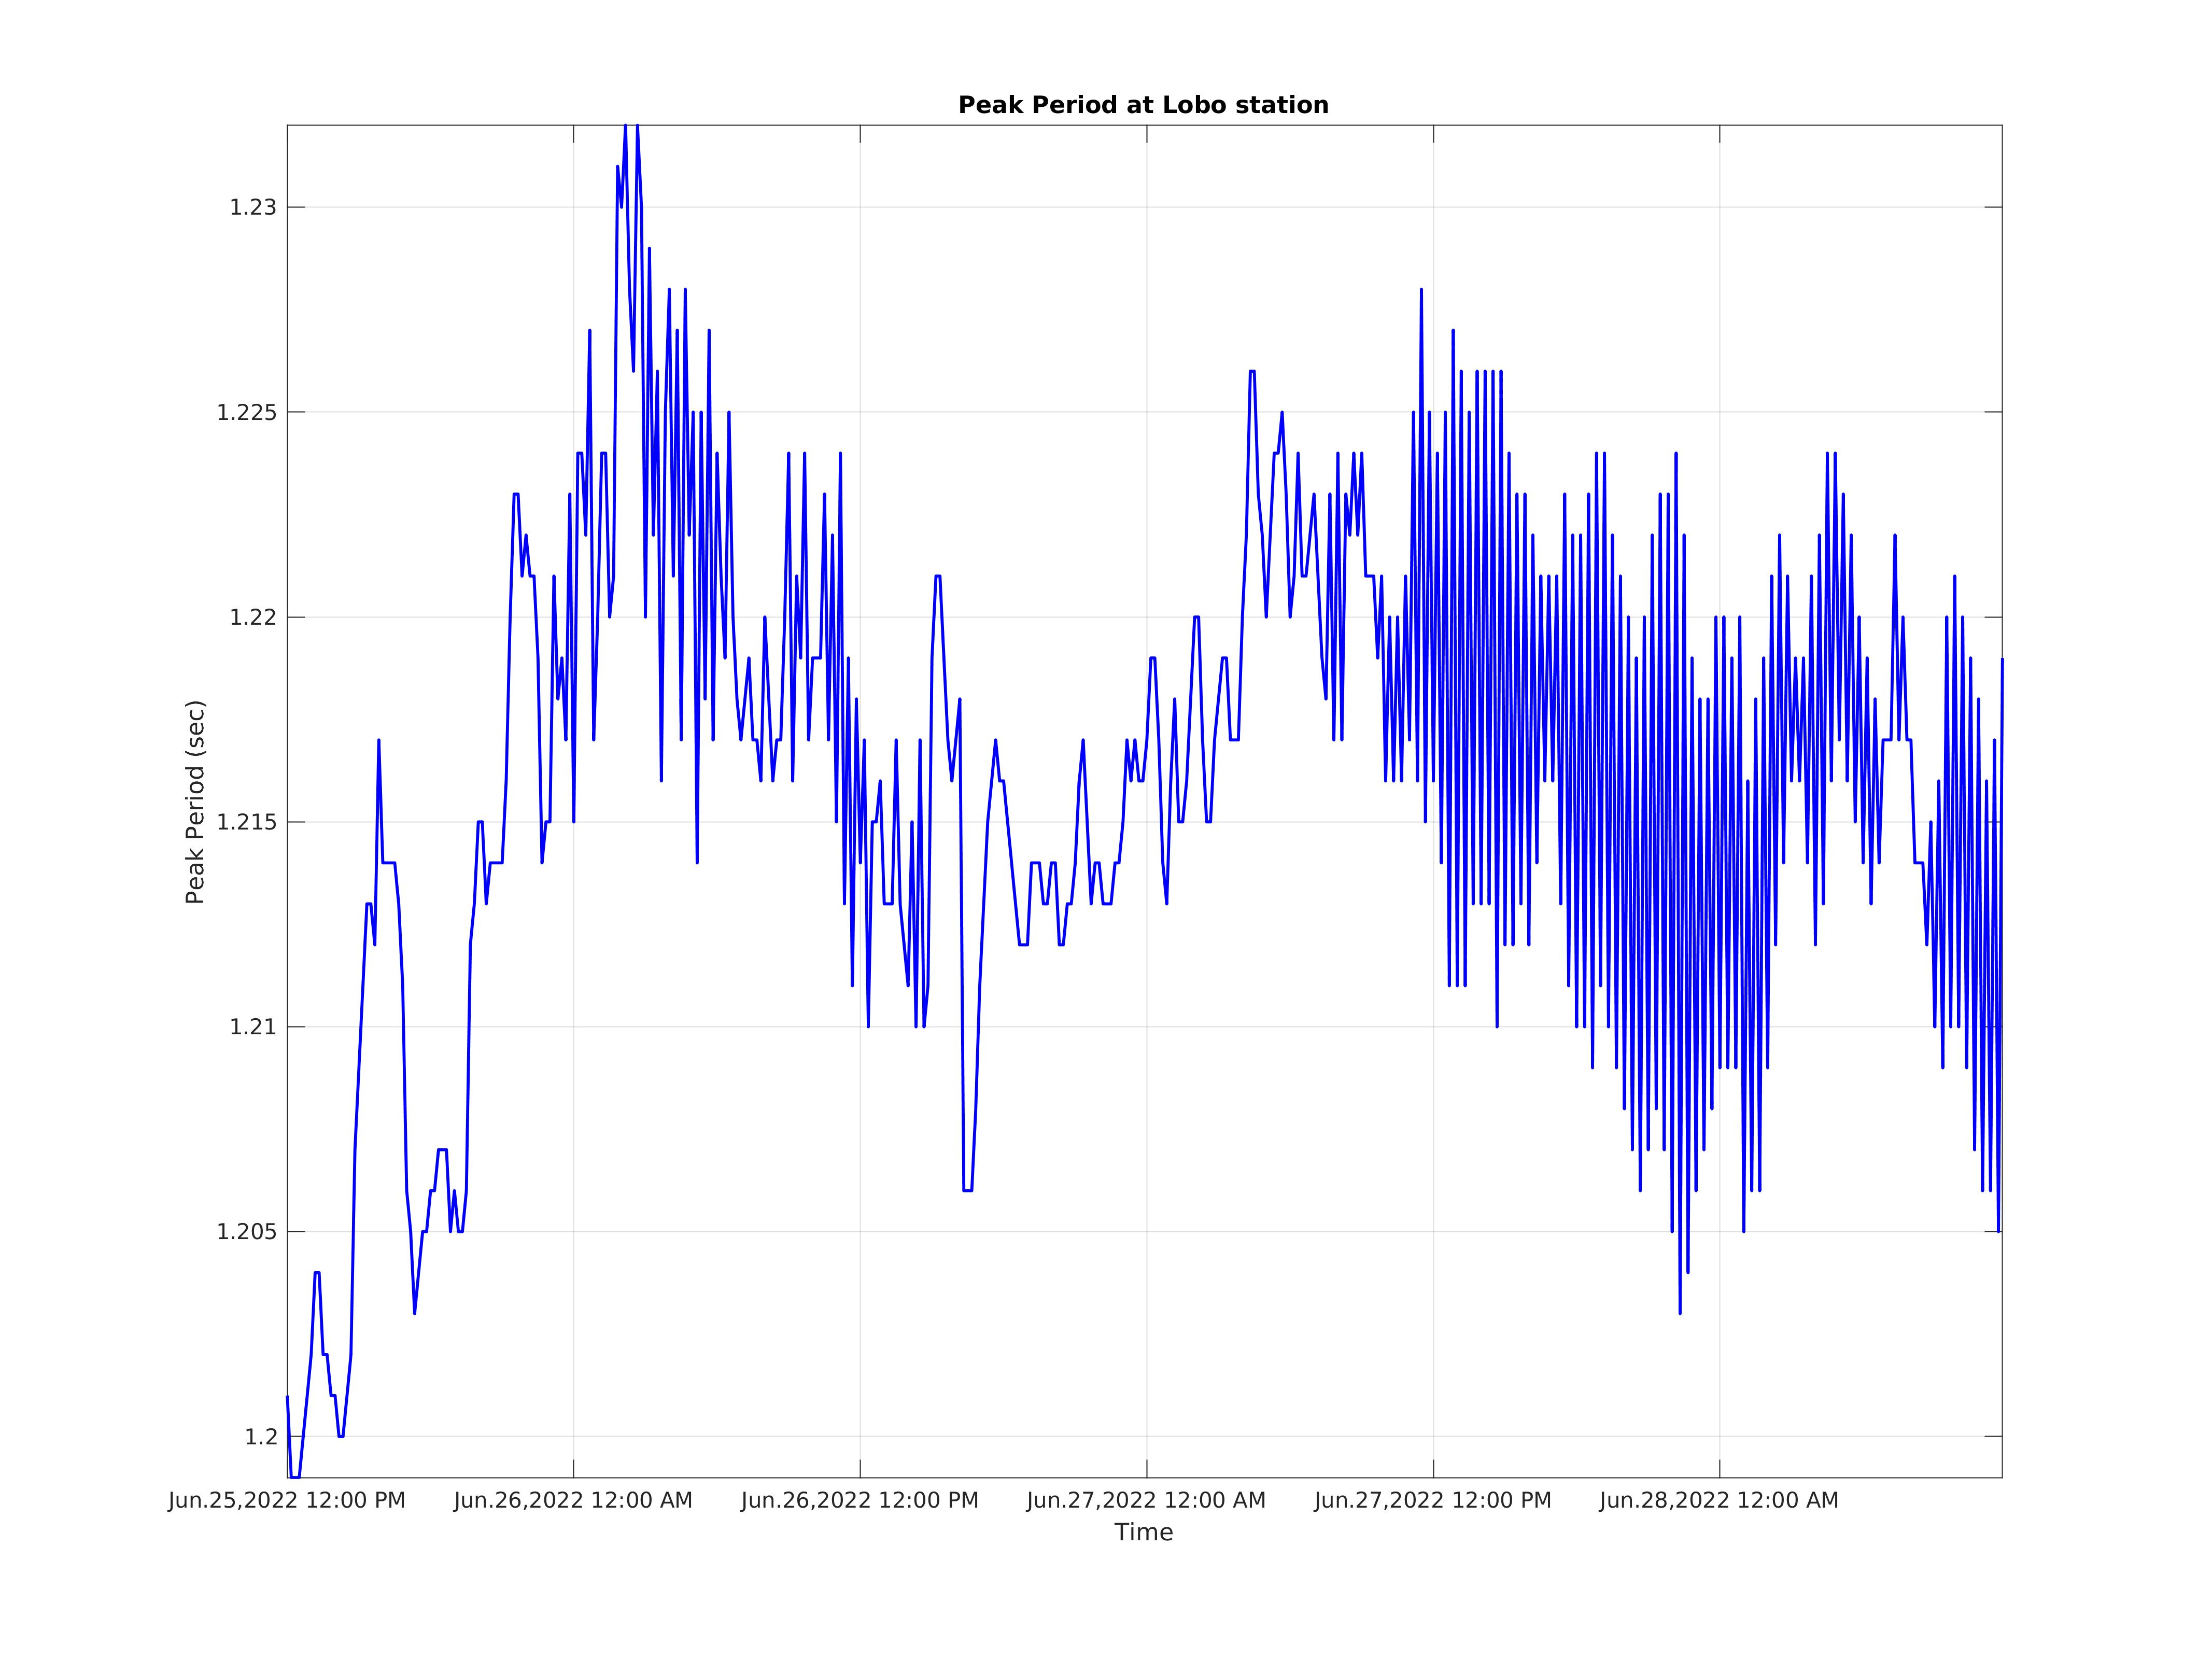 Peak Period at Lobo station
1.23
1.225
1.22
1.215
1.21
1.205
1.2
Peak Period (sec)
Jun.25,2022 12:00 PM Jun.26,2022 12:00 AM Jun.26,2022 12:00 PM Jun.27,2022 12:00 AM Jun.27,2022 12:00 PM Jun.28,2022 12:00 AM
Time